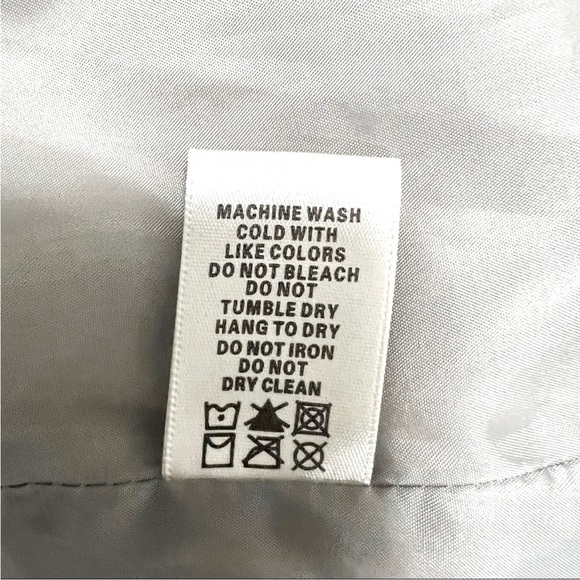 MACHINE WASH
COLD WITH
LIKE COLORS
DO NOT BLEACH
DO NOT
TUMBLE DRY
HANG TO DRY
DO NOT IRON
DO NOT
DRY CLEAN